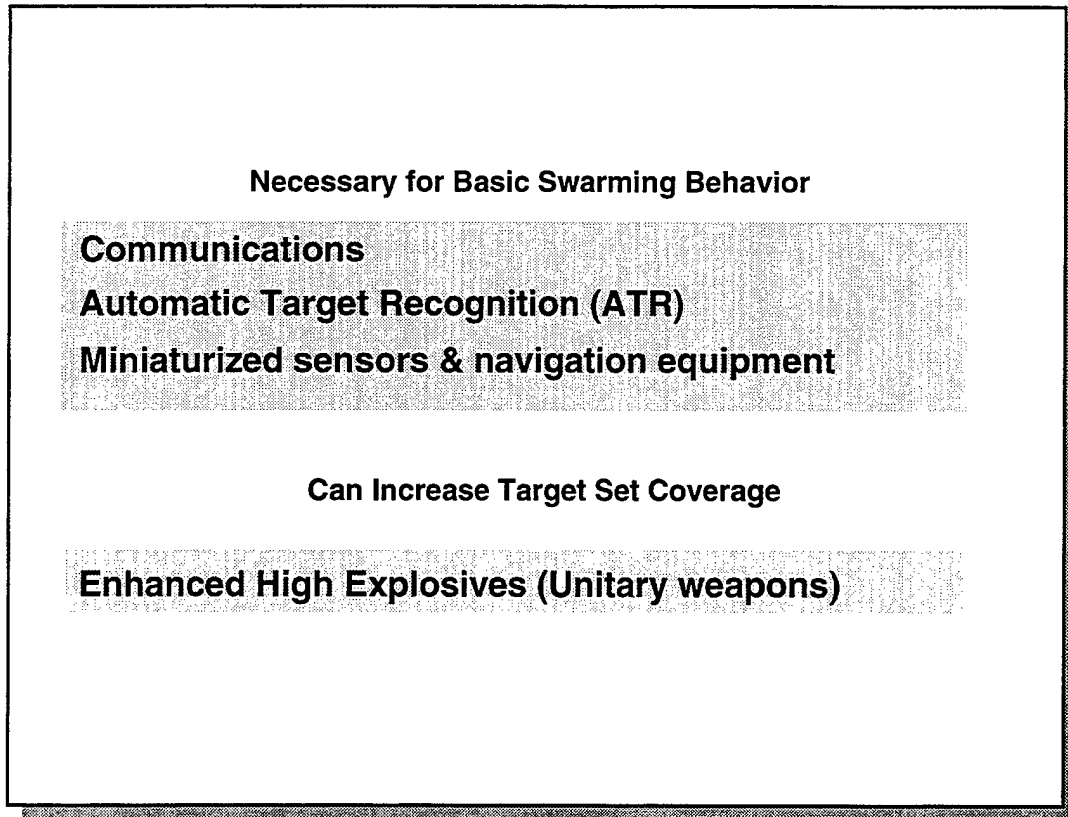 Necessary for Basic Swarming Behavior
Communications
Automatic Target Recognition (ATR)
Miniaturized sensors & navigation equipment
Can Increase Target Set Coverage
Enhanced High Explosives (Unitary weapons)